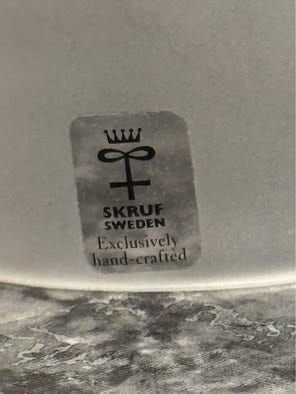 SKRUF
SWEDEN
Exclusively
hand-crafted